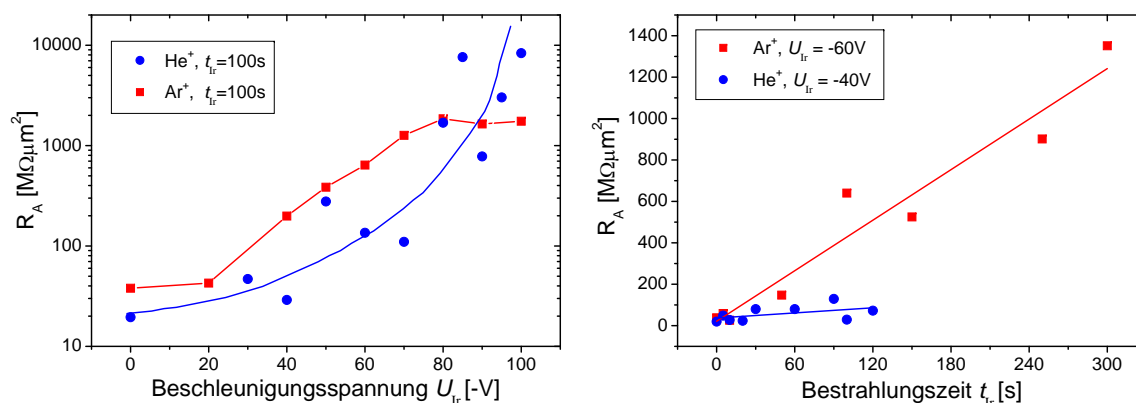 10000
1000
100
10
R_A [MΩµm²]
He⁺, t_Ir=100s
Ar⁺, t_Ir=100s
0 20 40 60 80 100
Beschleunigungsspannung U_Ir [-V]
1400
1200
1000
800
600
400
200
0
R_A [MΩµm²]
Ar⁺, U_Ir = -60V
He⁺, U_Ir = -40V
0 60 120 180 240 300
Bestrahlungszeit t_Ir [s]